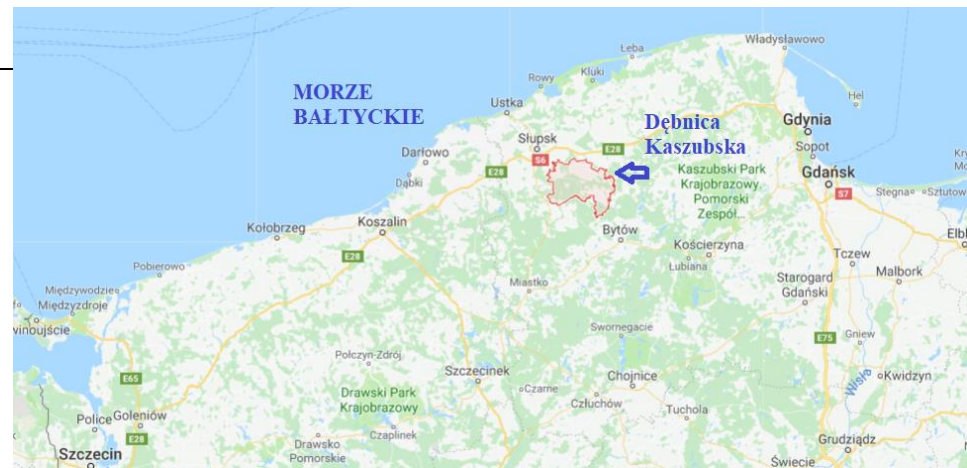 Władysławowo
Łeba
Rowy
Kluki
Hel
MORZE
BAŁTYCKIE
Ustka
Gdynia
Dębnica
Kaszubska
Słupsk
Sopot
Darłowo
S6
E28
E28
Kaszubski Park
Krajobrazowy
Pomorski
Zespół...
Gdańsk
S7
Stegna
Sztutow
Dąbki
Kołobrzeg
Koszalin
Bytów
Kościerzyna
Elbl
E28
Tczew
Pobierowo
Łubiana
Malbork
Międzywodzie
Międzyzdroje
Miastko
Starogard
Gdański
winoujście
Swornegacie
E75
Gniew
Połczyn-Zdrój
Szczecinek
Chojnice
Wisła
Kwidzyn
E65
Drawski Park
Krajobrazowy
Czarne
Człuchów
Tuchola
Police
Goleniów
E28
Czaplinek
Drawsko
Pomorskie
Grudziądz
Szczecin
Świecie